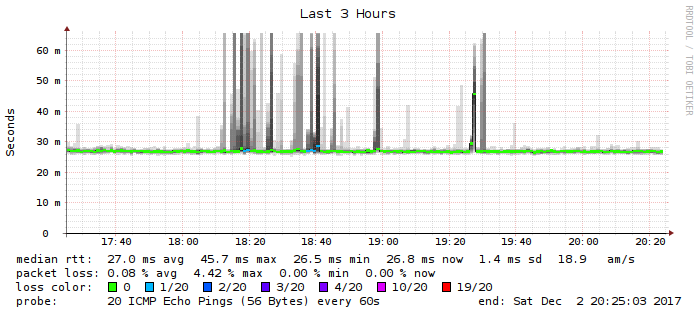 Last 3 Hours
RRDTOOL / TOBI OETIKER
Seconds
60 m
50 m
40 m
30 m
20 m
10 m
0
17:40 18:00 18:20 18:40 19:00 19:20 19:40 20:00 20:20
median rtt: 27.0 ms avg 45.7 ms max 26.5 ms min 26.8 ms now 1.4 ms sd 18.9 am/s
packet loss: 0.08 % avg 4.42 % max 0.00 % min 0.00 % now
loss color: 0 1/20 2/20 3/20 4/20 10/20 19/20
probe: 20 ICMP Echo Pings (56 Bytes) every 60s end: Sat Dec 2 20:25:03 2017